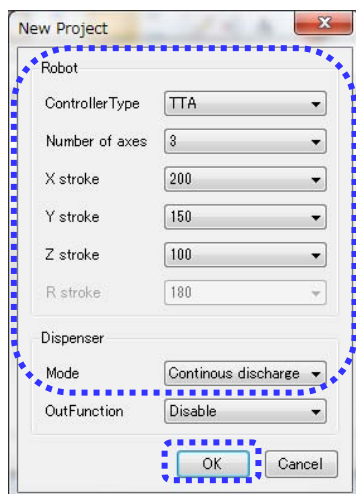 New Project
Robot
ControllerType TTA
Number of axes 3
X stroke 200
Y stroke 150
Z stroke 100
R stroke 180
Dispenser
Mode Continous discharge
OutFunction Disable
OK Cancel